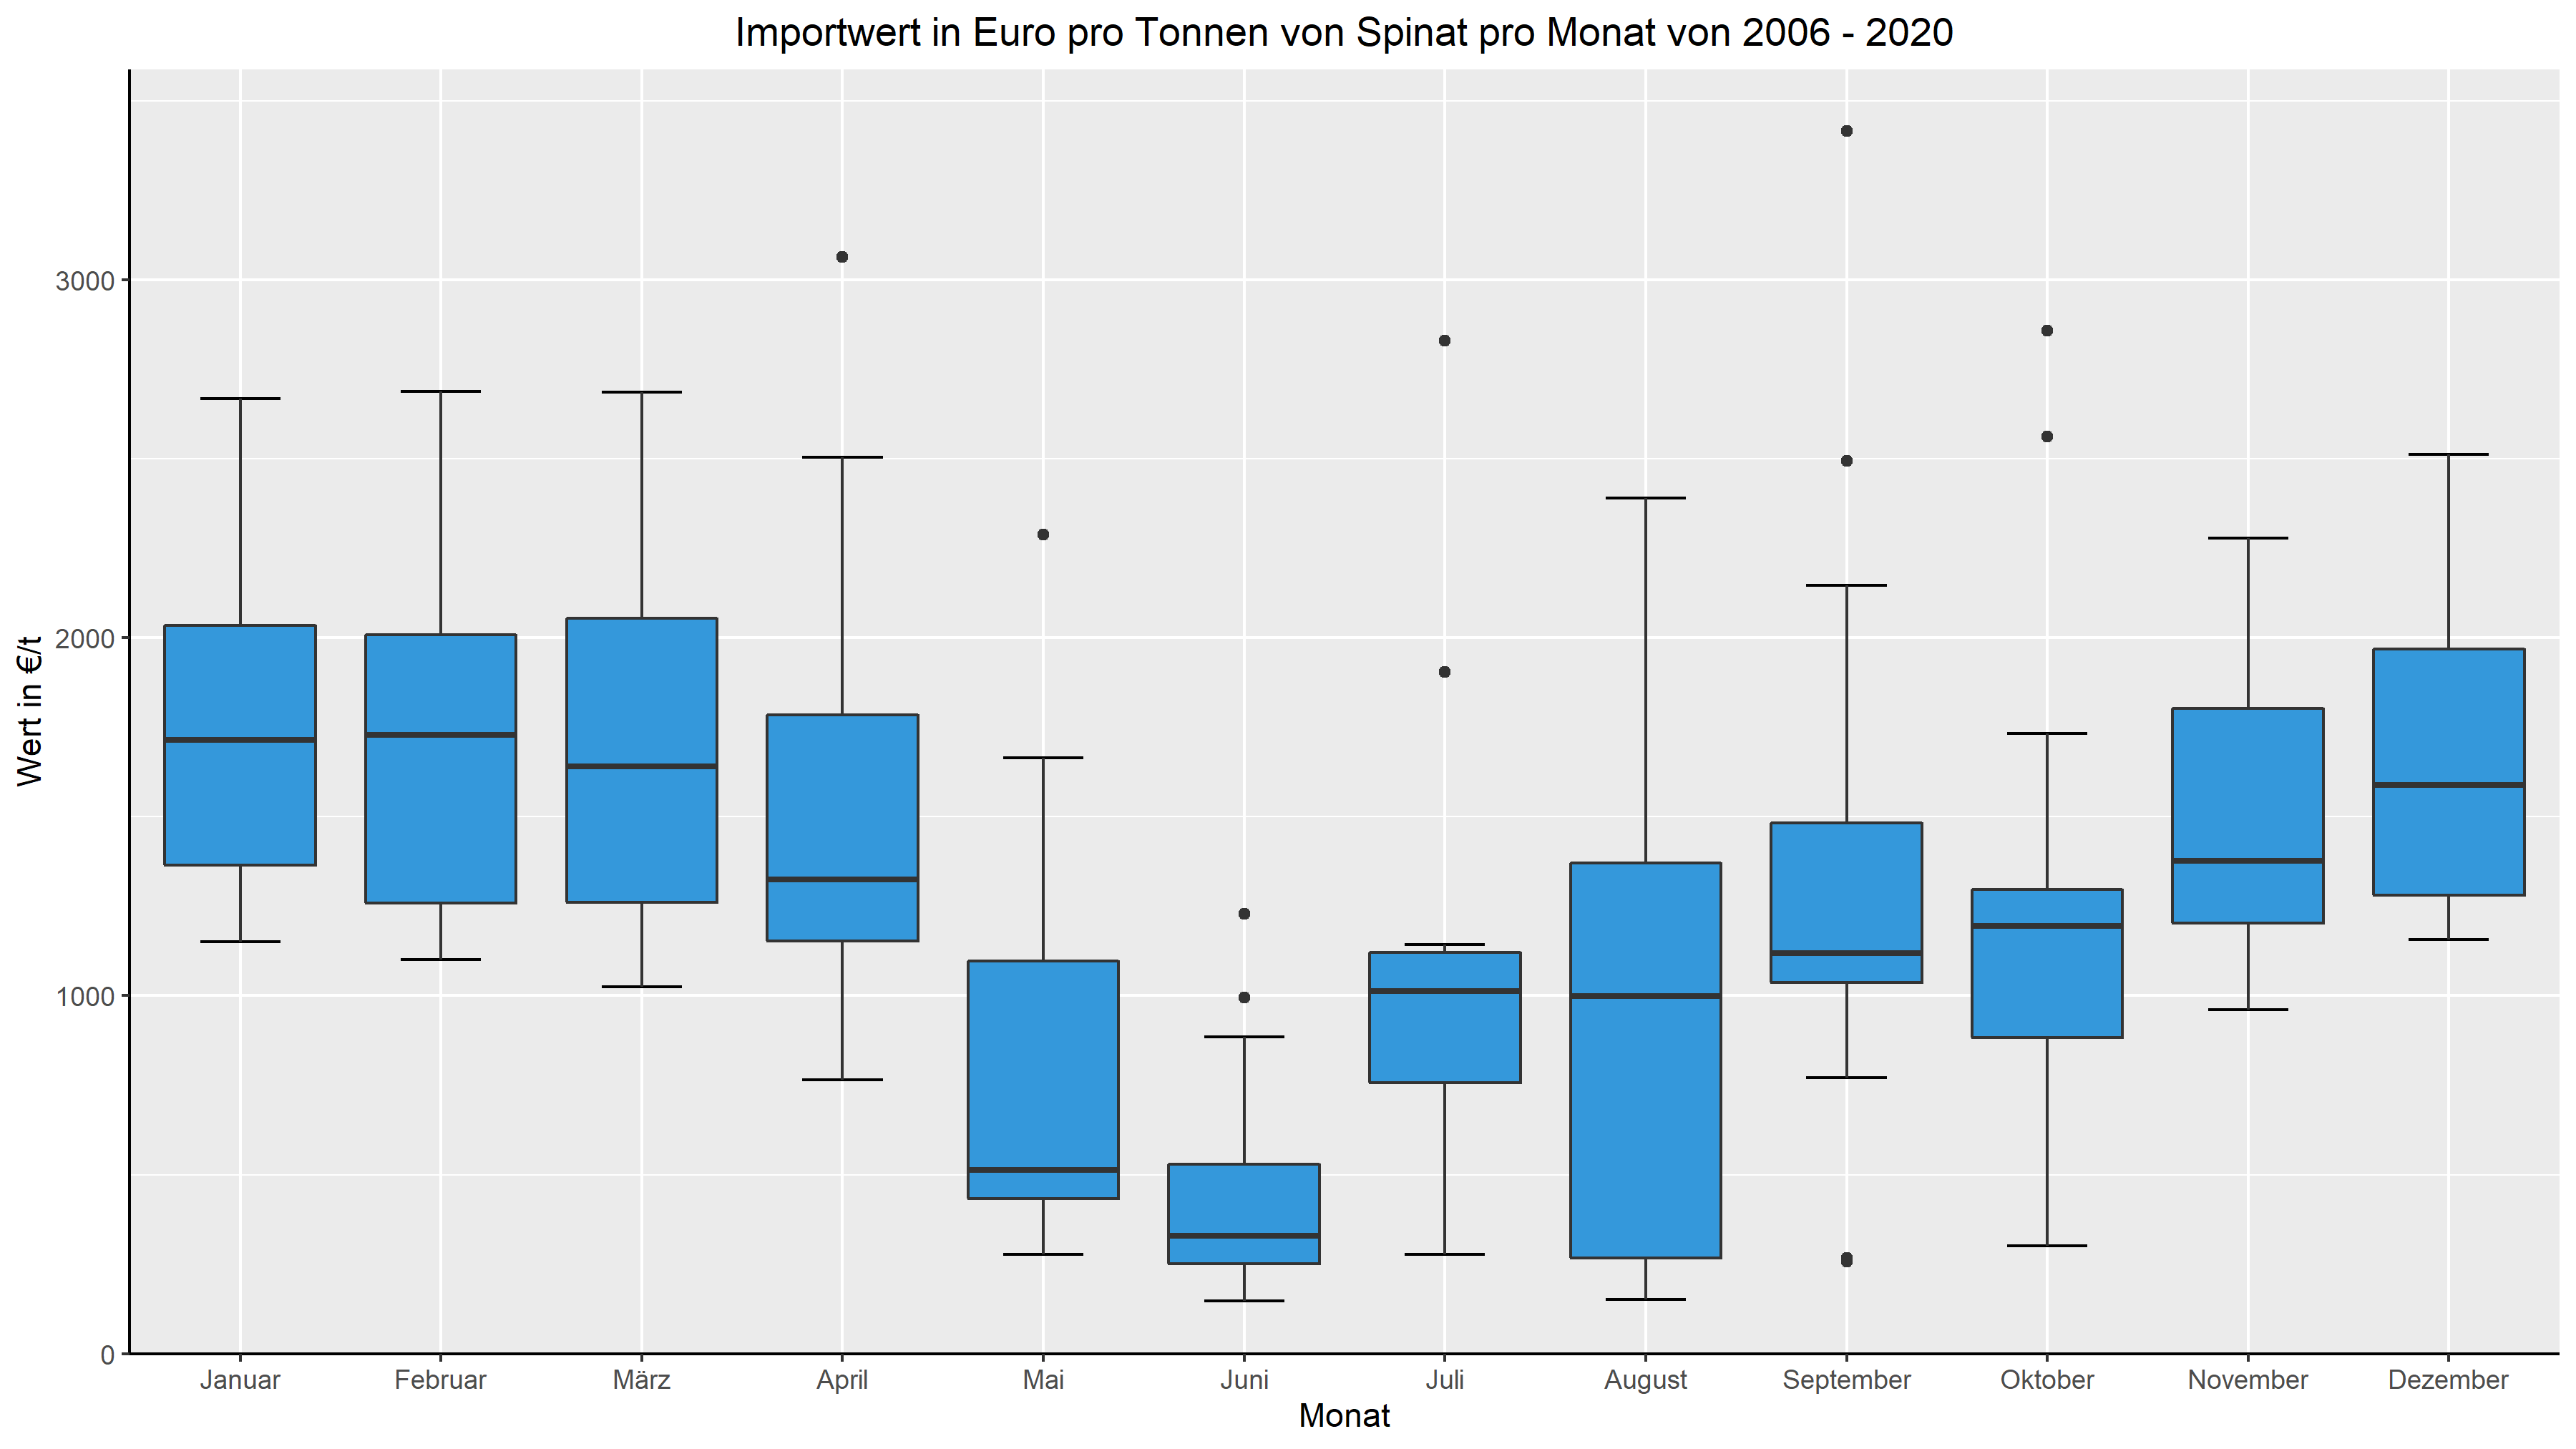 Importwert in Euro pro Tonnen von Spinat pro Monat von 2006 - 2020
Wert in €/t
3000
2000
1000
0
Januar Februar März April Mai Juni Juli August September Oktober November Dezember
Monat